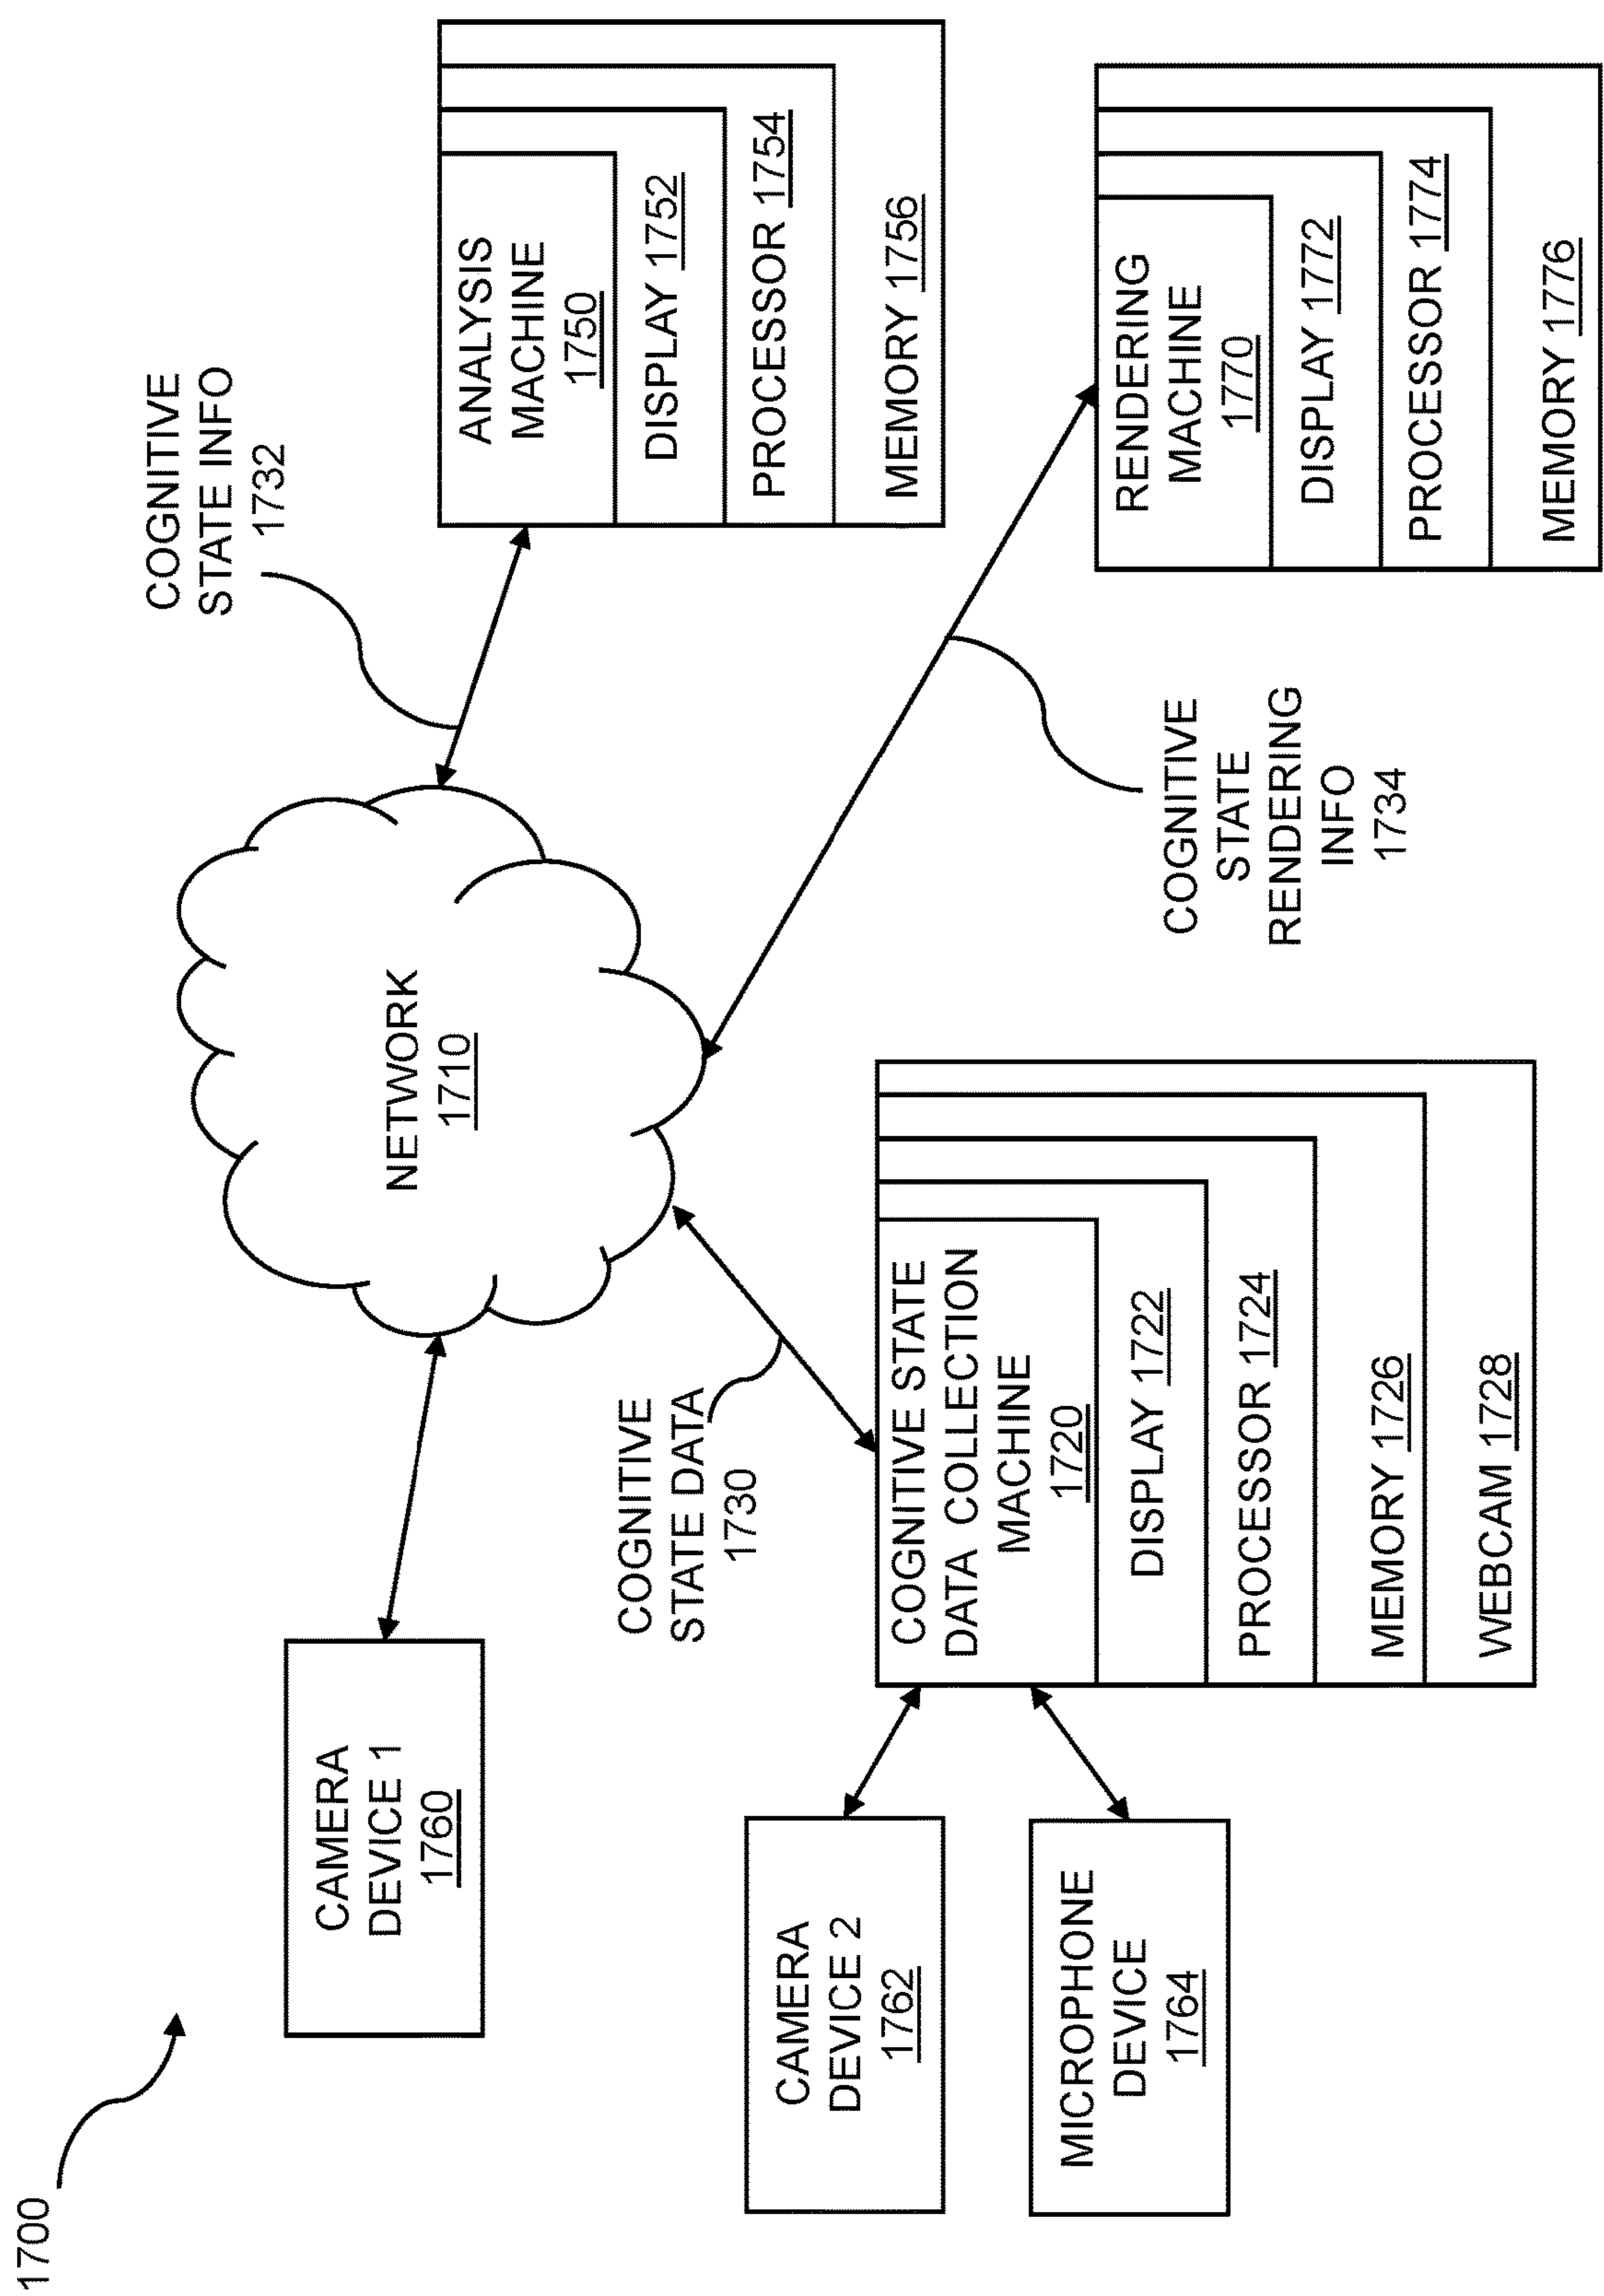 1700
CAMERA
DEVICE 1
1760
NETWORK
1710
COGNITIVE
STATE INFO
1732
ANALYSIS
MACHINE
1750
DISPLAY 1752
PROCESSOR 1754
MEMORY 1756
COGNITIVE
STATE DATA
1730
CAMERA
DEVICE 2
1762
MICROPHONE
DEVICE
1764
COGNITIVE STATE
DATA COLLECTION
MACHINE
1720
DISPLAY 1722
PROCESSOR 1724
MEMORY 1726
WEBCAM 1728
COGNITIVE
STATE
RENDERING
INFO
1734
RENDERING
MACHINE
1770
DISPLAY 1772
PROCESSOR 1774
MEMORY 1776